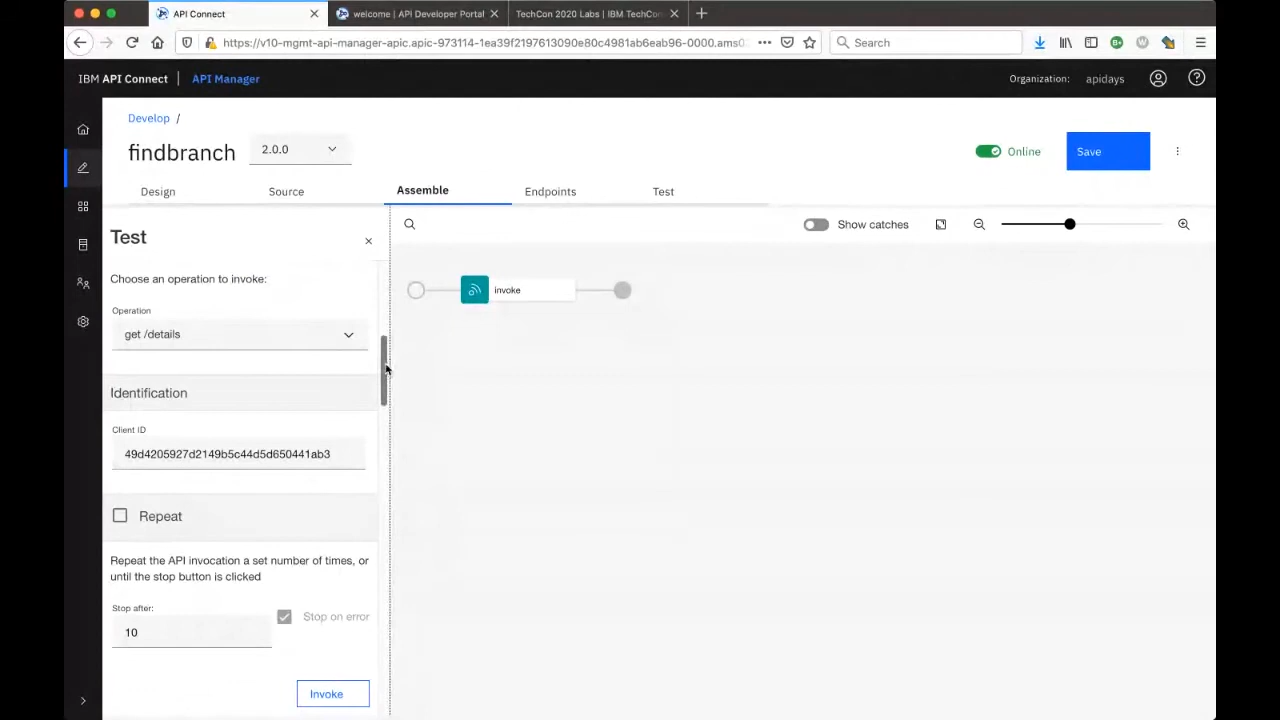 API Connect
welcome | API Developer Portal
TechCon 2020 Labs | IBM TechCon
https://v10-mgmt-api-manager-apic.apic-973114-1ea39f2197613090e80c4981ab6eab96-0000.ams0
Search
IBM API Connect
API Manager
Organization: apidays
Develop /
findbranch
2.0.0
Online
Save
Design
Source
Assemble
Endpoints
Test
Test
Show catches
Choose an operation to invoke:
invoke
Operation
get /details
Identification
Client ID
49d4205927d2149b5c44d5d650441ab3
Repeat
Repeat the API invocation a set number of times, or
until the stop button is clicked
Stop after:
Stop on error
10
Invoke